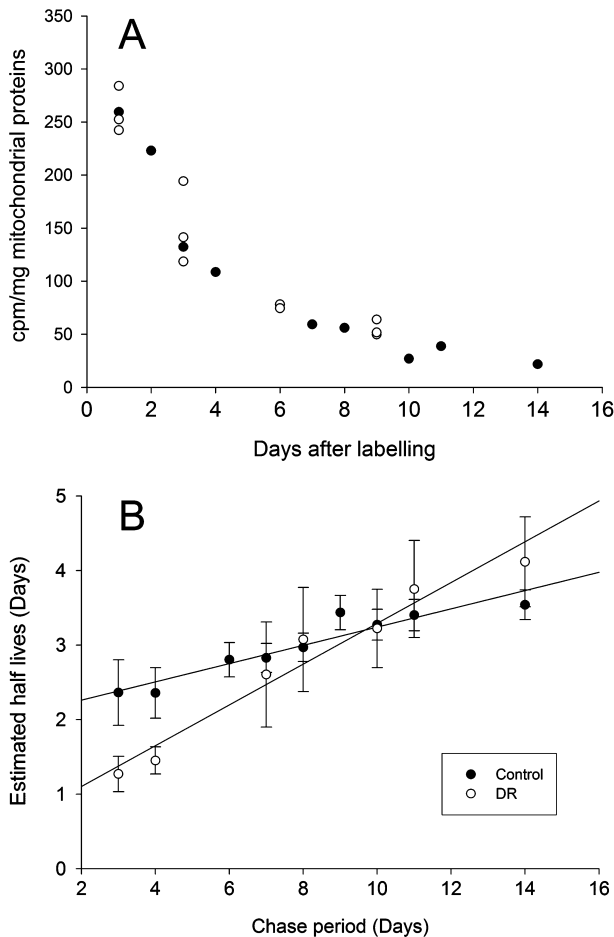 A
350
300
250
200
150
100
50
0
cpm/mg mitochondrial proteins
0 2 4 6 8 10 12 14 16
Days after labelling
B
5
4
3
2
1
0
Estimated half lives (Days)
Control
DR
2 4 6 8 10 12 14 16
Chase period (Days)